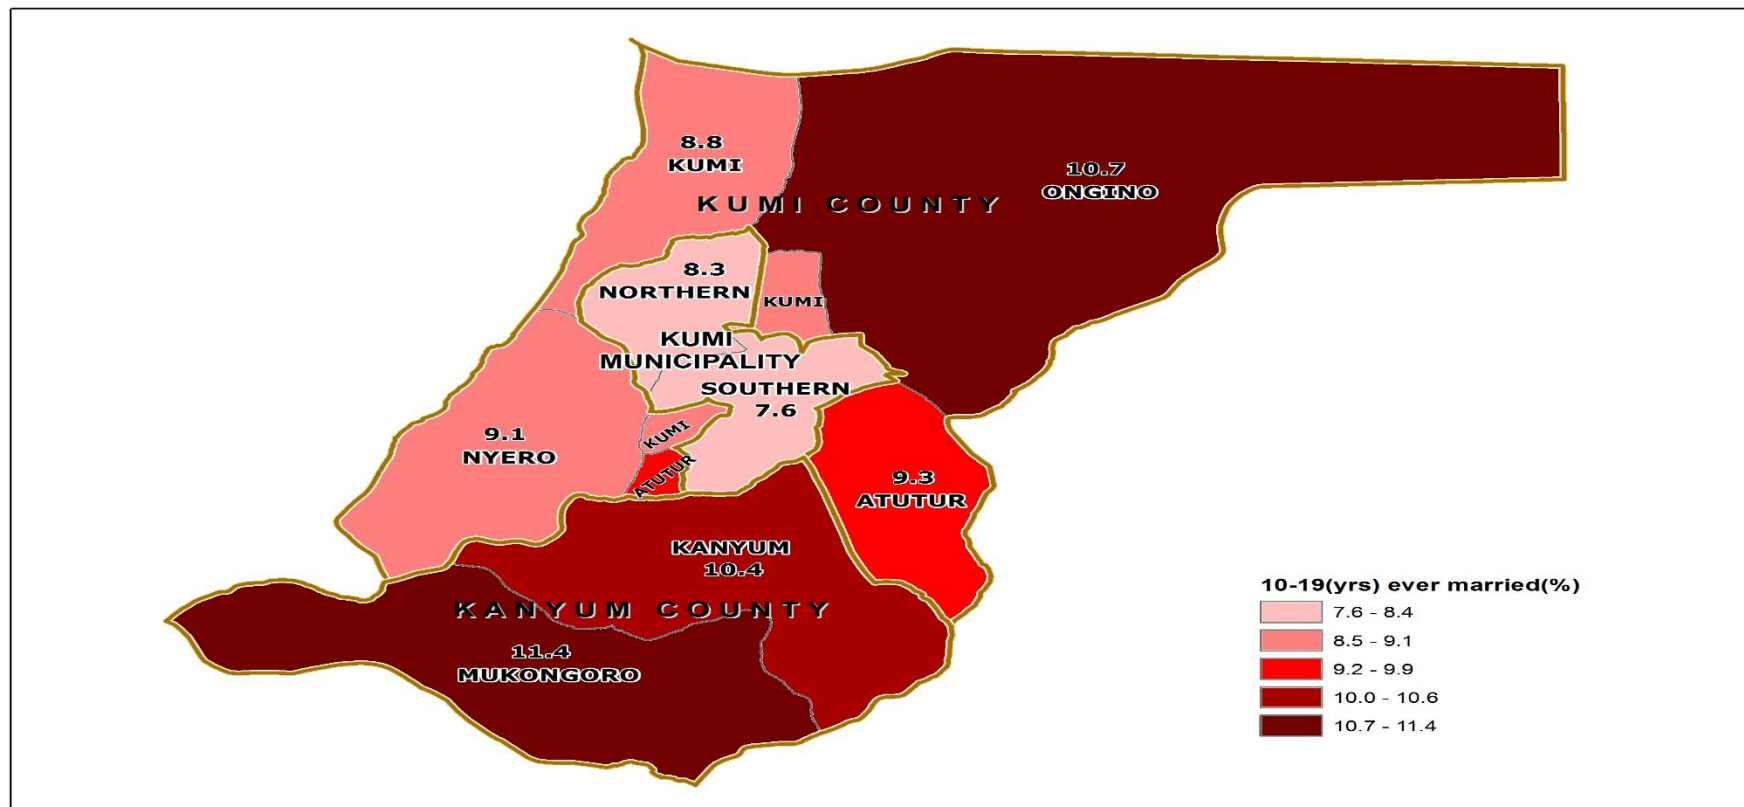 8.8
KUMI
10.7
ONGINO
KUMI COUNTY
8.3
NORTHERN
KUMI
KUMI
MUNICIPALITY
SOUTHERN
7.6
KUMI
9.1
NYERO
ATUTUR
9.3
ATUTUR
KANYUM
10.4
KANYUM COUNTY
11.4
MUKONGORO
10-19(yrs) ever married(%)
7.6 - 8.4
8.5 - 9.1
9.2 - 9.9
10.0 - 10.6
10.7 - 11.4